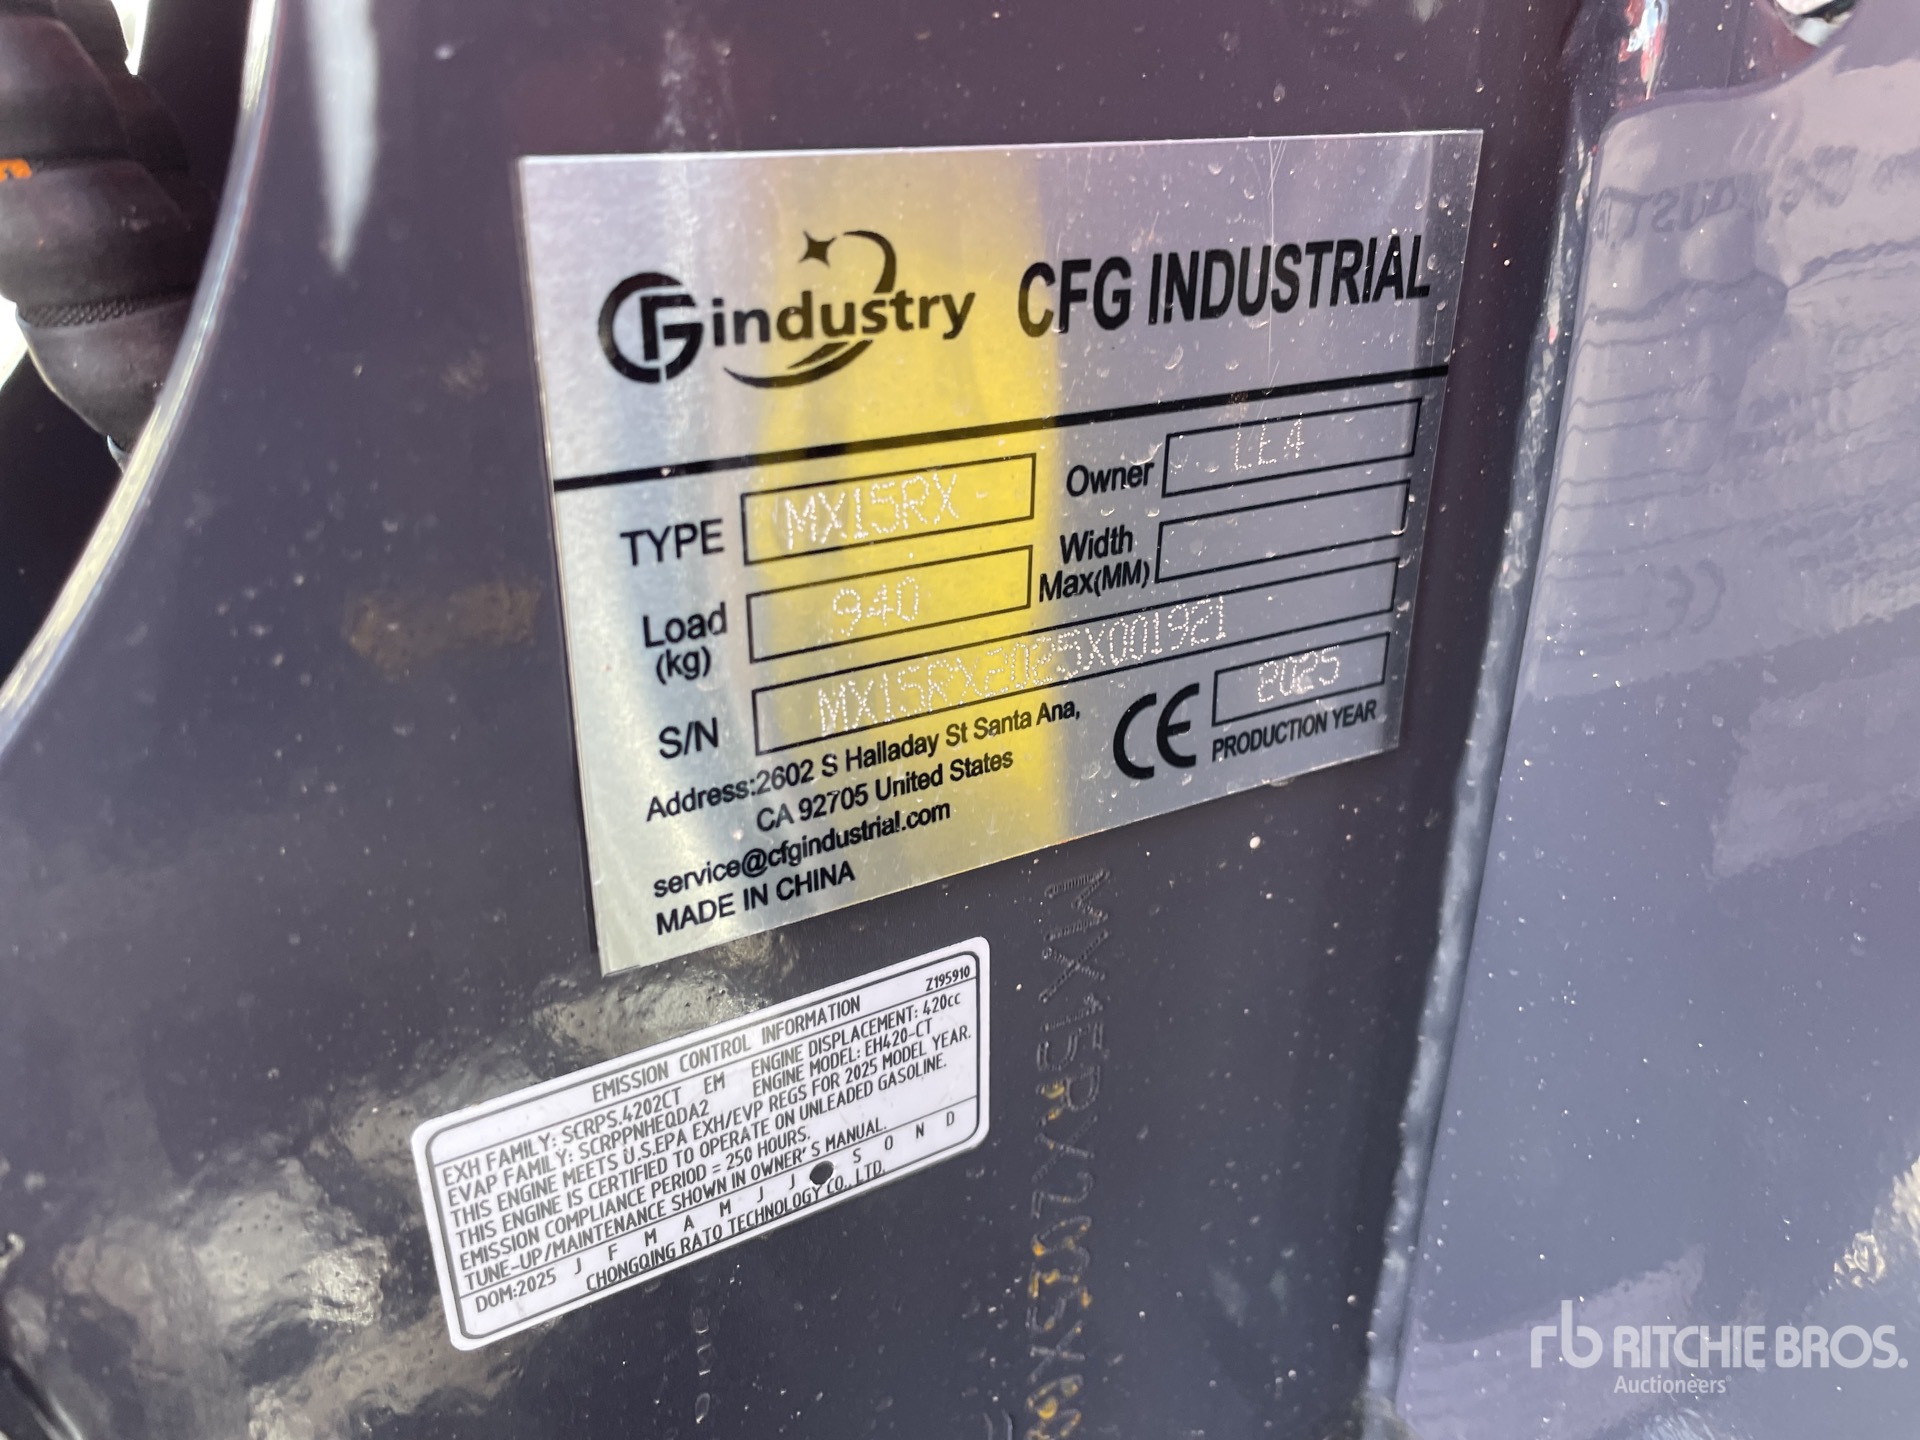 CFG industry CFG INDUSTRIAL
TYPE MX15RX Owner LE4
Load (kg) 940 Width Max(MM)
S/N MX15RX2025X001921
CE 2025
PRODUCTION YEAR
Address:2602 S Halladay St Santa Ana,
CA 92705 United States
service@cfgindustrial.com
MADE IN CHINA
EMISSION CONTROL INFORMATION Z195910
EXH FAMILY: SCRPS.4202CT EM ENGINE DISPLACEMENT: 420cc
EVAP FAMILY: SCRPPNHEQDA2 ENGINE MODEL: EH420-CT
THIS ENGINE MEETS U.S.EPA EXH/EVP REGS FOR 2025 MODEL YEAR.
THIS ENGINE IS CERTIFIED TO OPERATE ON UNLEADED GASOLINE.
EMISSION COMPLIANCE PERIOD = 250 HOURS.
TUNE-UP/MAINTENANCE SHOWN IN OWNER'S MANUAL.
DOM:2025 J F M A M J J S O N D
CHONGQING RATO TECHNOLOGY CO., LTD.
rb RITCHIE BROS.
Auctioneers